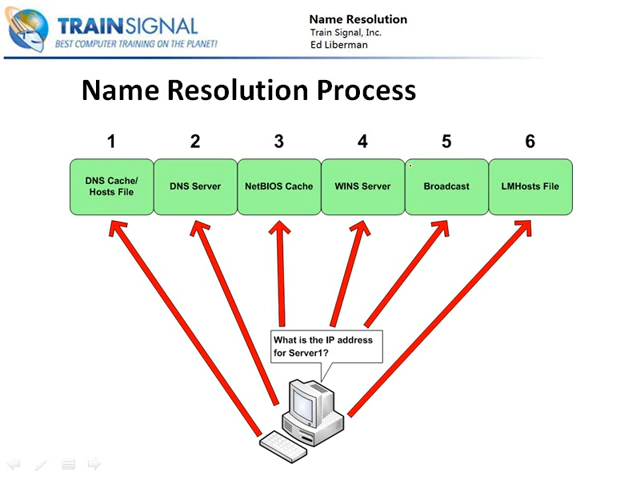 TRAINSIGNAL
BEST COMPUTER TRAINING ON THE PLANET!
Name Resolution
Train Signal, Inc.
Ed Liberman
Name Resolution Process
1 2 3 4 5 6
DNS Cache/
Hosts File
DNS Server
NetBIOS Cache
WINS Server
Broadcast
LMHosts File
What is the IP address
for Server1?